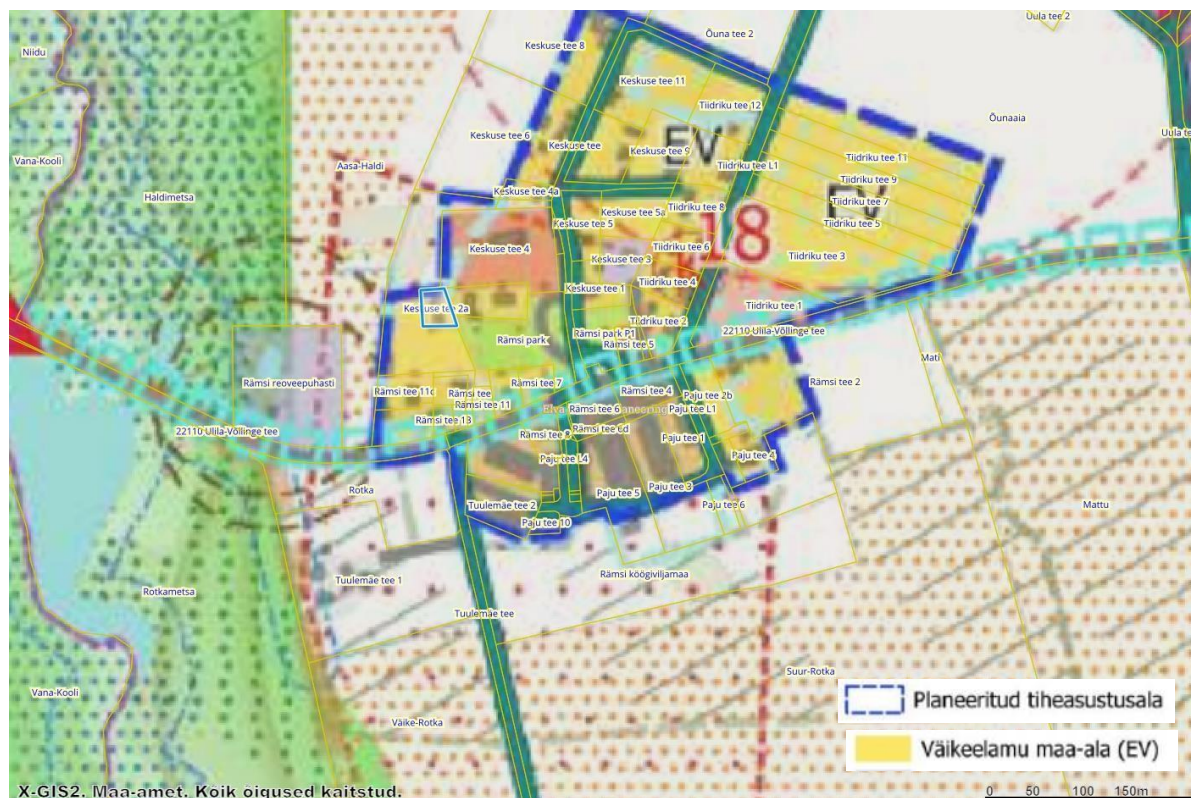 Uula tee 2
Niidu
Keskuse tee 8
Õuna tee 2
Keskuse tee 11
Tiidriku tee 12
Õunaaia
Keskuse tee 6
Keskuse tee
Keskuse tee 9
EV
Vana-Kooli
Aasa-Haldi
Tiidriku tee L1
Tiidriku tee 11
Tiidriku tee 9
Haldimetsa
Keskuse tee 4a
Tiidriku tee 7
EV
Tiidriku tee 8
Keskuse tee 5a
Keskuse tee 5
Tiidriku tee 5
18
Keskuse tee 4
Tiidriku tee 6
Keskuse tee 3
Tiidriku tee 3
Tiidriku tee 4
Keskuse tee 1
Keskuse tee 2a
Tiidriku tee 1
Tiidriku tee 2
Rämsi park
Rämsi park P1
22110 Ulila-Võllinge tee
Rämsi tee 5
Mati
Rämsi reoveepuhasti
Rämsi tee 7
Rämsi tee 2
Rämsi tee 11c
Rämsi tee
Rämsi tee 4
Paju tee 2b
Rämsi tee 11
Rämsi tee 6
Paju tee L1
Rämsi tee 13
22110 Ulila-Võllinge tee
Rämsi tee 8
Rämsi tee 6d
Paju tee 1
Paju tee L4
Paju tee 4
Rotka
Paju tee 5
Paju tee 3
Tuulemäe tee 2
Paju tee 6
Mattu
Paju tee 10
Tuulemäe tee 1
Rämsi köögiviljamaa
Rotkametsa
Tuulemäe tee
Suur-Rotka
Vana-Kooli
Väike-Rotka
Planeeritud tiheasustusala
Väikeelamu maa-ala (EV)
X-GIS2. Maa-amet. Kõik õigused kaitstud.
0 50 100 150m